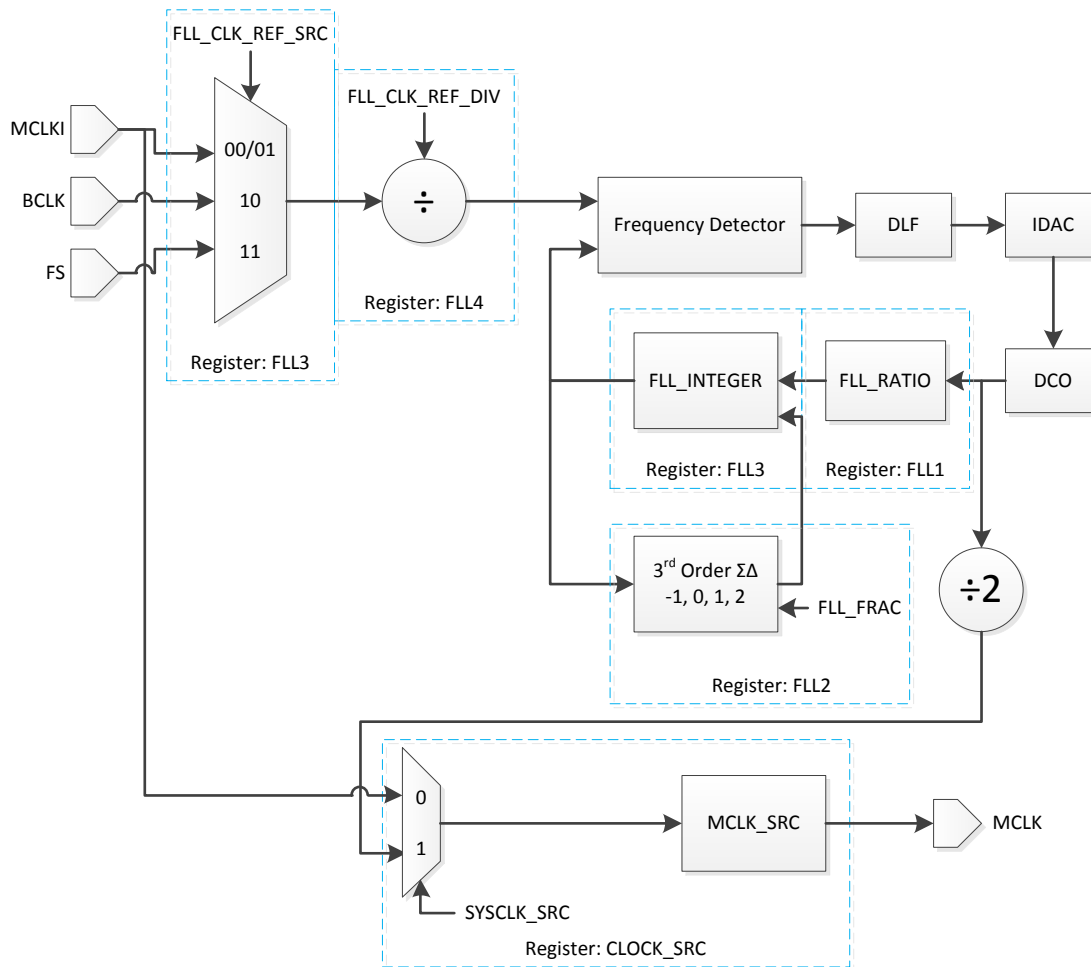 FLL_CLK_REF_SRC
FLL_CLK_REF_DIV
MCLKI
00/01
BCLK
10
÷
Frequency Detector
DLF
IDAC
FS
11
Register: FLL4
Register: FLL3
FLL_INTEGER
FLL_RATIO
DCO
Register: FLL3
Register: FLL1
3rd Order ΣΔ
-1, 0, 1, 2
FLL_FRAC
÷2
Register: FLL2
0
MCLK_SRC
MCLK
1
SYSCLK_SRC
Register: CLOCK_SRC